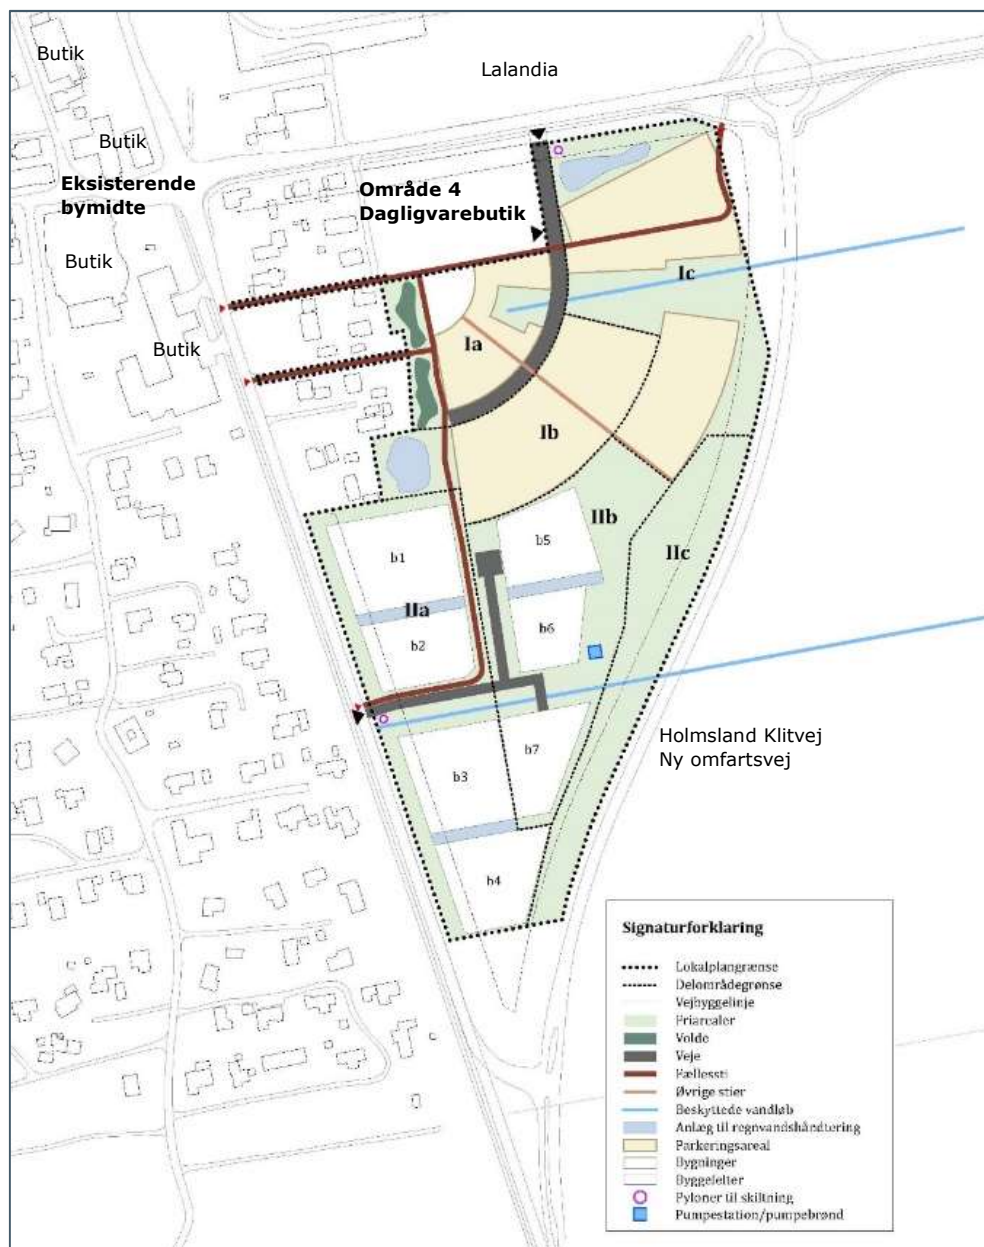 Butik
Lalandia
Butik
Eksisterende
bymidte
Område 4
Dagligvarebutik
Butik
Ic
Butik
Ia
Ib
IIb
b5
IIc
b1
IIa
b6
b2
Holmsland Klitvej
Ny omfartsvej
b7
b3
b4
Signaturforklaring
Lokalplangrænse
Delområdegrønse
Vejbyggelinje
Friarealer
Volde
Veje
Fællessti
Øvrige stier
Beskyttede vandløb
Anlæg til regnvandshåndtering
Parkeringsareal
Bygninger
Byggefelter
Pyloner til skiltning
Pumpestation/pumpebrønd